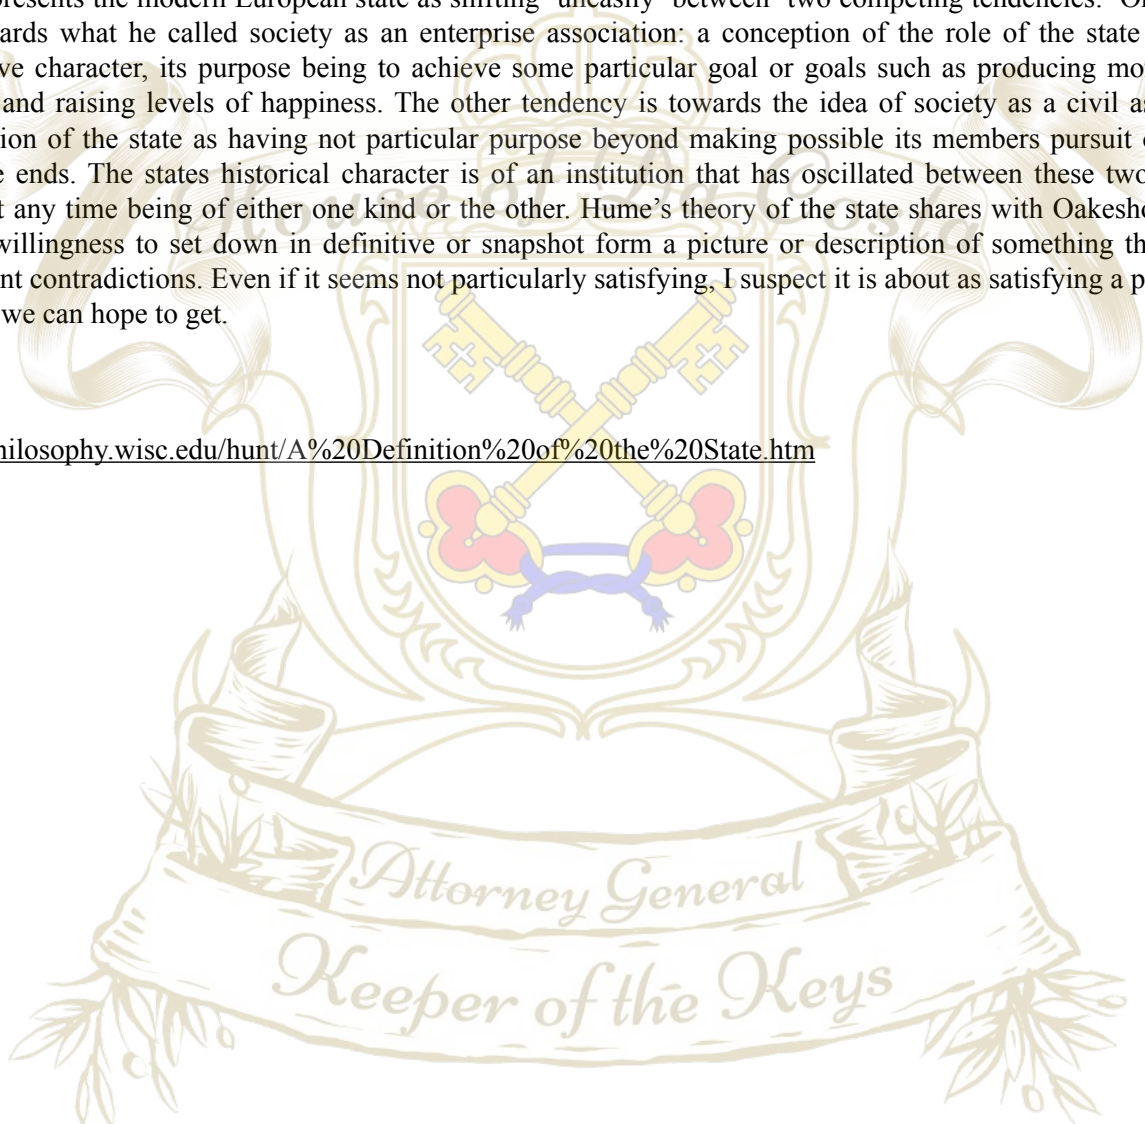 presents the modern European state as shifting "uneasily" between "two competing tendencies."
ards what he called society as an enterprise association: a conception of the role of the state
ve character, its purpose being to achieve some particular goal or goals such as producing mo
and raising levels of happiness. The other tendency is towards the idea of society as a civil as
ion of the state as having not particular purpose beyond making possible its members pursuit
e ends. The states historical character is of an institution that has oscillated between these two
t any time being of either one kind or the other. Hume's theory of the state shares with Oakesho
willingness to set down in definitive or snapshot form a picture or description of something th
nt contradictions. Even if it seems not particularly satisfying, I suspect it is about as satisfying a p
we can hope to get.
hilosophy.wisc.edu/hunt/A%20Definition%20of%20the%20State.htm
House of Da Costa
Attorney General
Keeper of the Keys